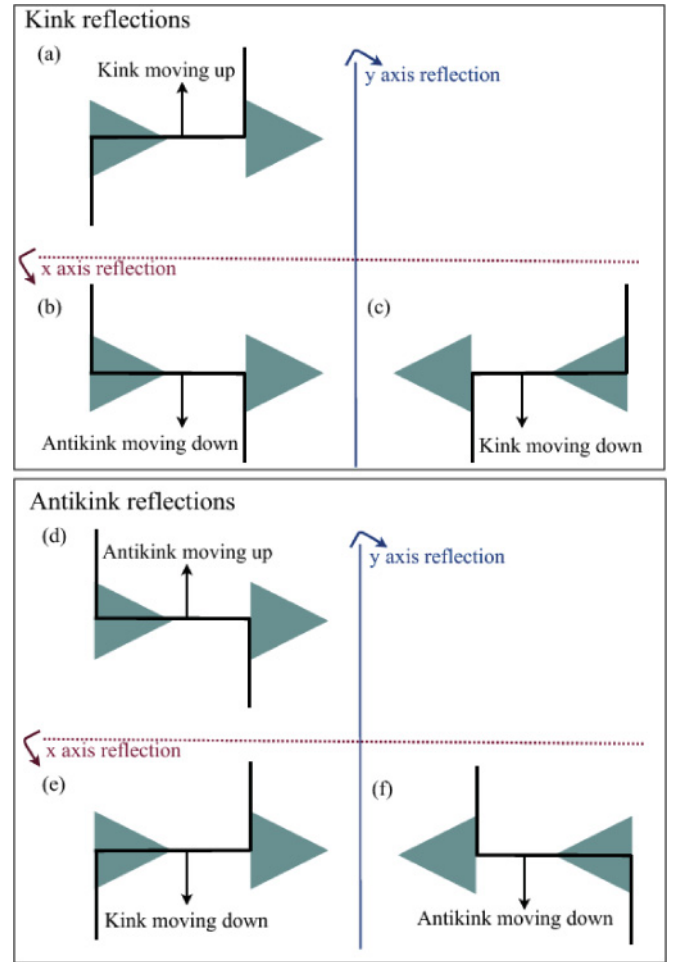 Kink reflections
(a)
Kink moving up
y axis reflection
x axis reflection
(b)
(c)
Antikink moving down
Kink moving down
Antikink reflections
(d)
Antikink moving up
y axis reflection
x axis reflection
(e)
(f)
Kink moving down
Antikink moving down